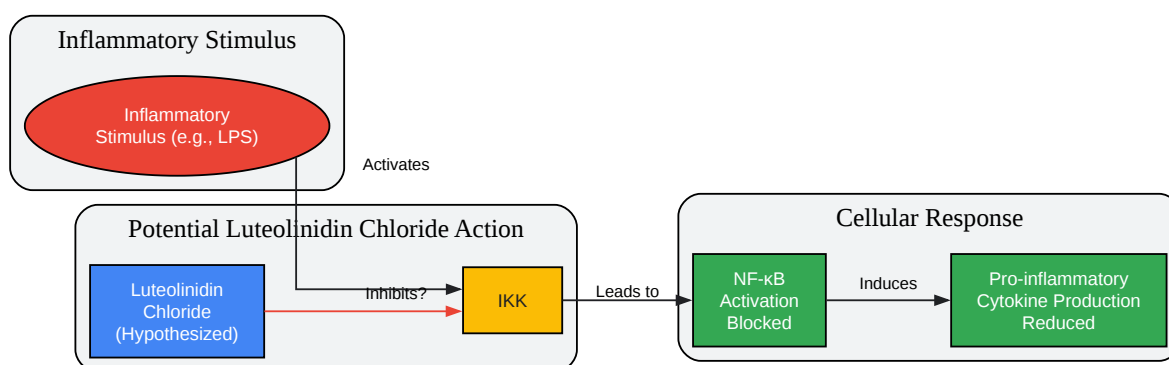 Inflammatory Stimulus
Inflammatory
Stimulus (e.g., LPS)
Activates
Potential Luteolinidin Chloride Action
Luteolinidin
Chloride
(Hypothesized)
Inhibits?
IKK
Leads to
Cellular Response
NF-κB
Activation
Blocked
Induces
Pro-inflammatory
Cytokine Production
Reduced